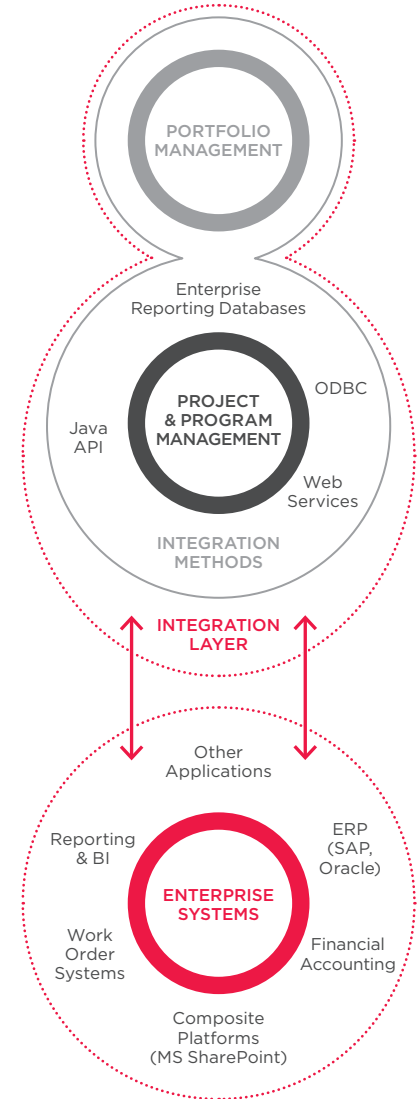 PORTFOLIO
MANAGEMENT
Enterprise
Reporting Databases
ODBC
PROJECT
& PROGRAM
MANAGEMENT
Java
API
Web
Services
INTEGRATION
METHODS
INTEGRATION
LAYER
Other
Applications
Reporting
& BI
ERP
(SAP,
Oracle)
ENTERPRISE
SYSTEMS
Work
Order
Systems
Financial
Accounting
Composite
Platforms
(MS SharePoint)